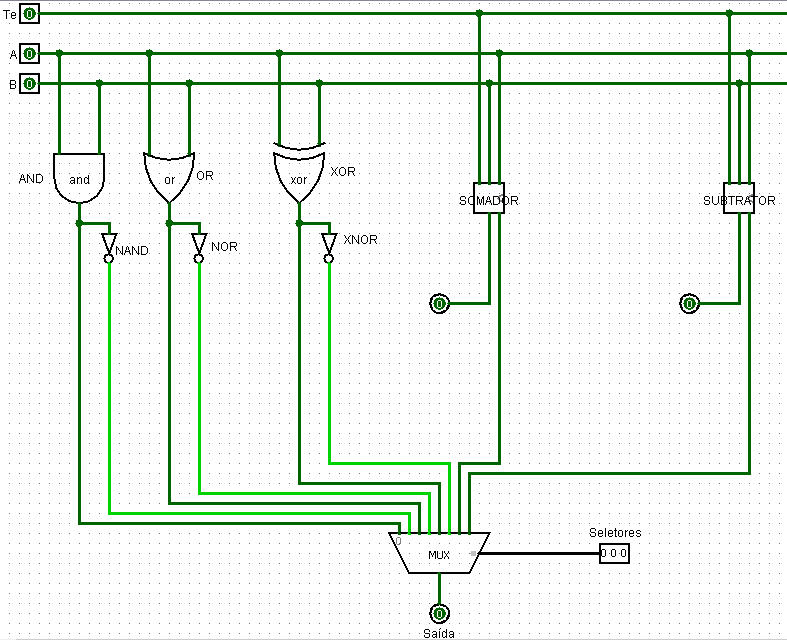 Te 0
A 0
B 0
AND and
or OR
xor XOR
SOMADOR
SUBTRATOR
NAND
NOR
XNOR
0
0
0
MUX
Seletores
0 0 0
0
Saída